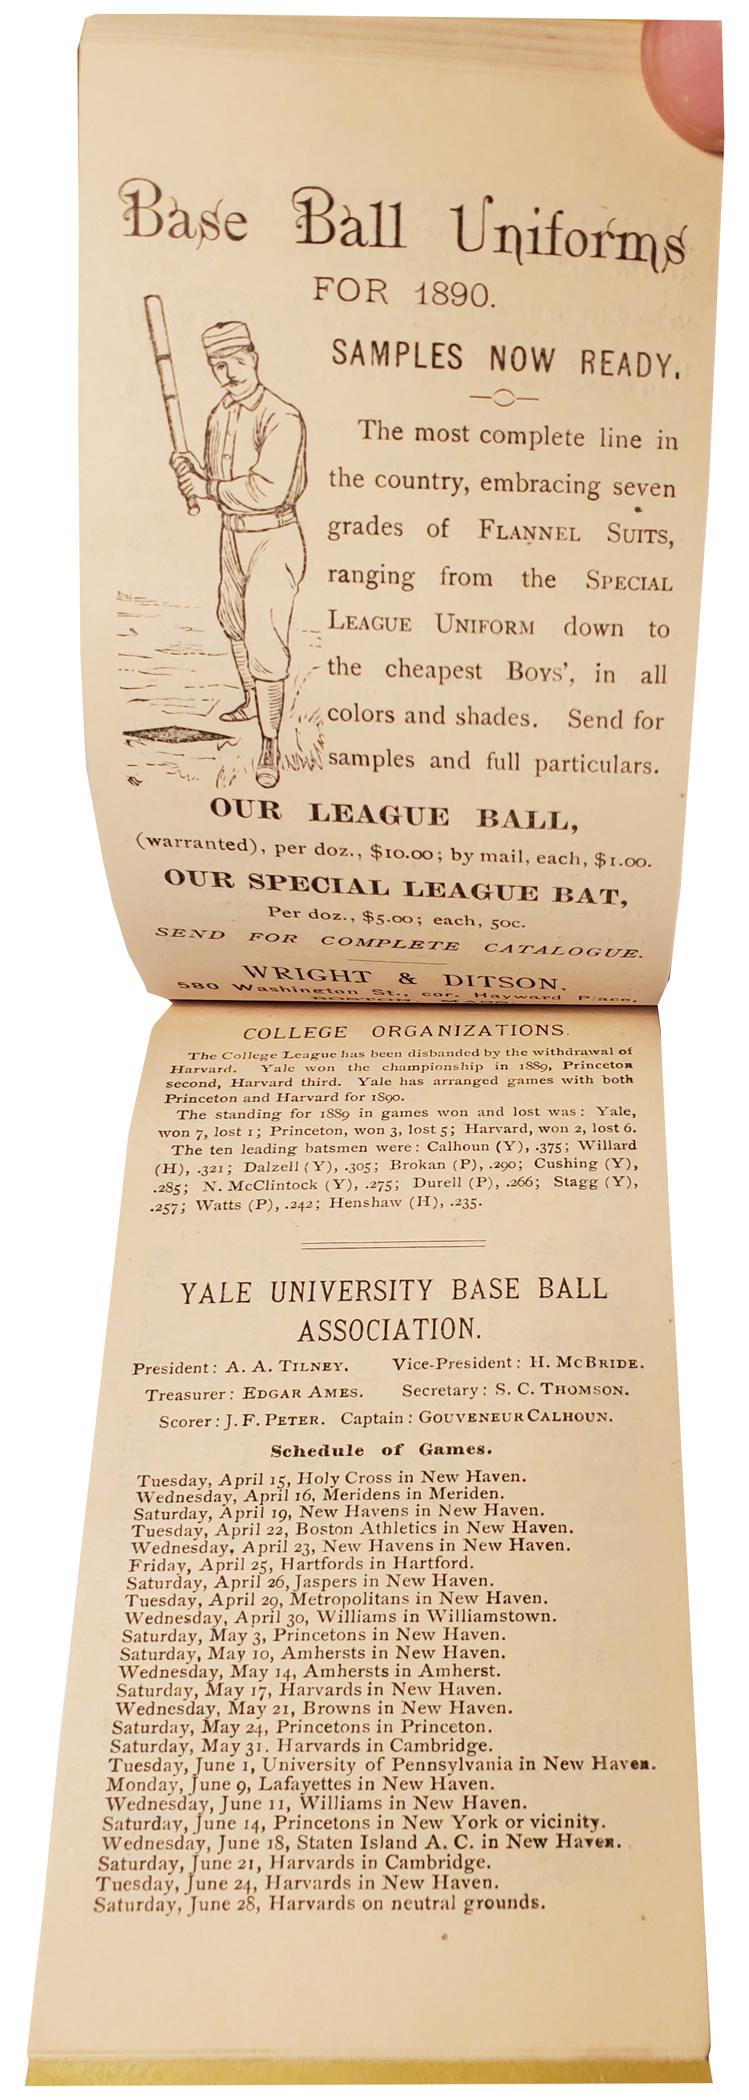 Base Ball Uniforms
FOR 1890.
SAMPLES NOW READY.
The most complete line in
the country, embracing seven
grades of FLANNEL SUITS,
ranging from the SPECIAL
LEAGUE UNIFORM down to
the cheapest BOYS', in all
colors and shades. Send for
samples and full particulars.
OUR LEAGUE BALL,
(warranted), per doz., $10.00; by mail, each, $1.00.
OUR SPECIAL LEAGUE BAT,
Per doz., $5.00; each, 50c.
SEND FOR COMPLETE CATALOGUE.
WRIGHT & DITSON,
580 Washington St., cor. Hayward Place,
BOSTON, MASS.
COLLEGE ORGANIZATIONS.
The College League has been disbanded by the withdrawal of
Harvard. Yale won the championship in 1889, Princeton
second, Harvard third. Yale has arranged games with both
Princeton and Harvard for 1890.
The standing for 1889 in games won and lost was: Yale,
won 7, lost 1; Princeton, won 3, lost 5; Harvard, won 2, lost 6.
The ten leading batsmen were: Calhoun (Y), .375; Willard
(H), .321; Dalzell (Y), .305; Brokan (P), .290; Cushing (Y),
.285; N. McClintock (Y), .275; Durell (P), .266; Stagg (Y),
.257; Watts (P), .242; Henshaw (H), .235.
YALE UNIVERSITY BASE BALL
ASSOCIATION.
President: A. A. TILNEY. Vice-President: H. MCBRIDE.
Treasurer: EDGAR AMES. Secretary: S. C. THOMSON.
Scorer: J. F. PETER. Captain: GOUVENEUR CALHOUN.
Schedule of Games.
Tuesday, April 15, Holy Cross in New Haven.
Wednesday, April 16, Meridens in Meriden.
Saturday, April 19, New Havens in New Haven.
Tuesday, April 22, Boston Athletics in New Haven.
Wednesday, April 23, New Havens in New Haven.
Friday, April 25, Hartfords in Hartford.
Saturday, April 26, Jaspers in New Haven.
Tuesday, April 29, Metropolitans in New Haven.
Wednesday, April 30, Williams in Williamstown.
Saturday, May 3, Princetons in New Haven.
Saturday, May 10, Amhersts in New Haven.
Wednesday, May 14, Amhersts in Amherst.
Saturday, May 17, Harvards in New Haven.
Wednesday, May 21, Browns in New Haven.
Saturday, May 24, Princetons in Princeton.
Saturday, May 31. Harvards in Cambridge.
Tuesday, June 1, University of Pennsylvania in New Haven.
Monday, June 9, Lafayettes in New Haven.
Wednesday, June 11, Williams in New Haven.
Saturday, June 14, Princetons in New York or vicinity.
Wednesday, June 18, Staten Island A. C. in New Haven.
Saturday, June 21, Harvards in Cambridge.
Tuesday, June 24, Harvards in New Haven.
Saturday, June 28, Harvards on neutral grounds.